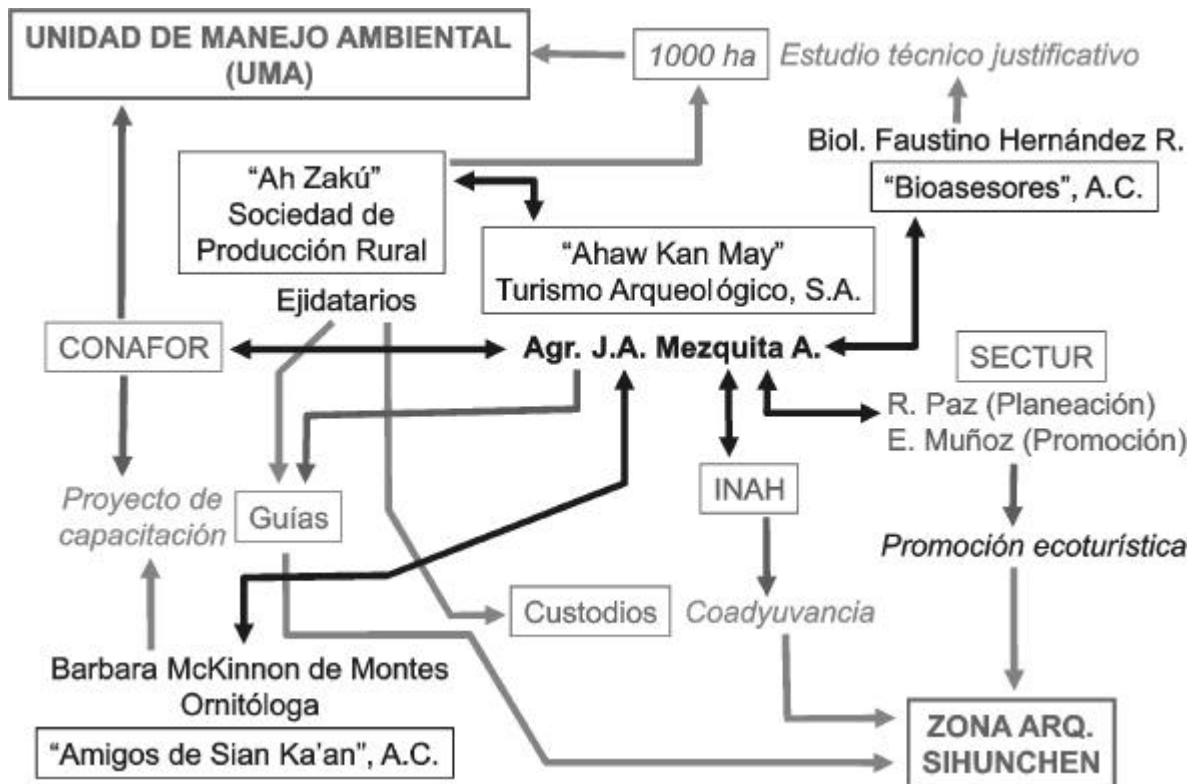 UNIDAD DE MANEJO AMBIENTAL
(UMA)
1000 ha
Estudio técnico justificativo
Biol. Faustino Hernández R.
"Bioasesores", A.C.
"Ah Zakú"
Sociedad de
Producción Rural
Ejidatarios
"Ahaw Kan May"
Turismo Arqueológico, S.A.
CONAFOR
Agr. J.A. Mezquita A.
SECTUR
R. Paz (Planeación)
E. Muñoz (Promoción)
Proyecto de
capacitación
Guías
INAH
Promoción ecoturística
Custodios
Coadyuvancia
Barbara McKinnon de Montes
Ornitóloga
"Amigos de Sian Ka'an", A.C.
ZONA ARQ.
SIHUNCHEN